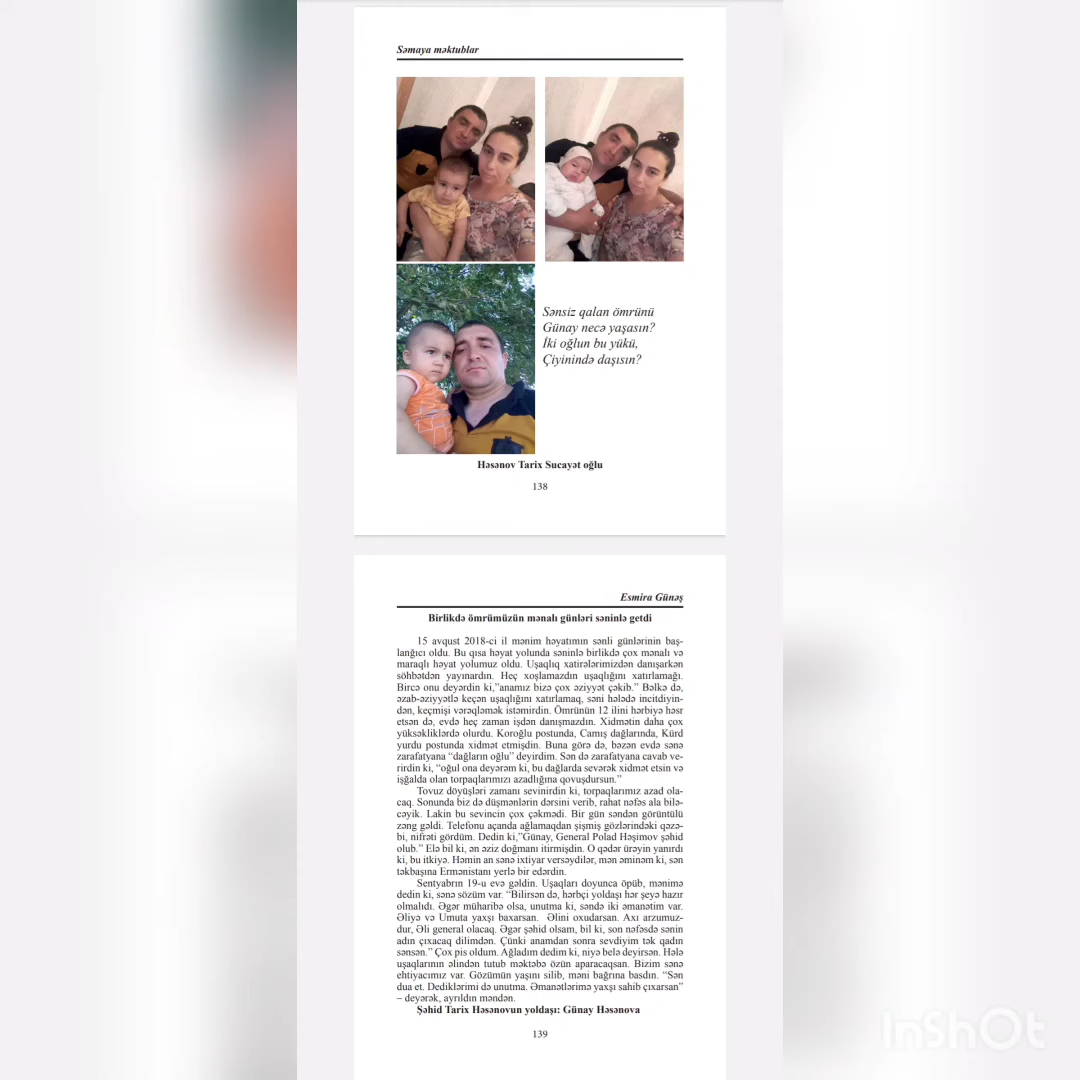 Səmaya məktublar
Sənsiz qalan ömrünü
Günay necə yaşasın?
İki oğlun bu yükü,
Çiyinində daşısın?
Həsənov Tarix Sucayət oğlu
138
Esmira Günəş
Birlikdə ömrümüzün mənalı günləri səninlə getdi
15 avqust 2018-ci il mənim həyatımın sənli günlərinin baş-
lanğıcı oldu. Bu qısa həyat yolunda səninlə birlikdə çox mənalı və
maraqlı həyat yolumuz oldu. Uşaqlıq xatirələrimizdən danışarkən
söhbətdən yayınardın. Heç xoşlamazdın uşaqlığını xatırlamağı.
Bircə onu deyərdin ki,”anamız bizə çox əziyyət çəkib.” Bəlkə də,
əzab-əziyyətlə keçən uşaqlığını xatırlamaq, səni hələdə incitdiyin-
dən, keçmişi vərəqləmək istəmirdin. Ömrünün 12 ilini hərbiyə həsr
etsən də, evdə heç zaman işdən danışmazdın. Xidmətin daha çox
yüksəkliklərdə olurdu. Koroğlu postunda, Camış dağlarında, Kürd
yurdu postunda xidmət etmişdin. Buna görə də, bəzən evdə sənə
zarafatyana “dağların oğlu” deyirdim. Sən də zarafatyana cavab ve-
rirdin ki, “oğul ona deyərəm ki, bu dağlarda sevərək xidmət etsin və
işğalda olan torpaqlarımızı azadlığına qovuşdursun.”
Tovuz döyüşləri zamanı sevinirdin ki, torpaqlarımız azad ola-
caq. Sonunda biz də düşmənlərin dərsini verib, rahat nəfəs ala bilə-
cəyik. Lakin bu sevincin çox çəkmədi. Bir gün səndən görüntülü
zəng gəldi. Telefonu açanda ağlamaqdan şişmiş gözlərindəki qəzə-
bi, nifrəti gördüm. Dedin ki,”Günay, General Polad Həşimov şəhid
olub.” Elə bil ki, ən əziz doğmanı itirmişdin. O qədər ürəyin yanırdı
ki, bu itkiyə. Həmin an sənə ixtiyar versəydilər, mən əminəm ki, sən
təkbaşına Ermənistanı yerlə bir edərdin.
Sentyabrın 19-u evə gəldin. Uşaqları doyunca öpüb, mənimə
dedin ki, sənə sözüm var. “Bilirsən də, hərbçi yoldaşı hər şeyə hazır
olmalıdı. Əgər müharibə olsa, unutma ki, səndə iki əmanətim var.
Əliyə və Umuta yaxşı baxarsan. Əlini oxudarsan. Axı arzumuz-
dur, Əli general olacaq. Əgər şəhid olsam, bil ki, son nəfəsdə sənin
adın çıxacaq dilimdən. Çünki anamdan sonra sevdiyim tək qadın
sənsən.” Çox pis oldum. Ağladım dedim ki, niyə belə deyirsən. Hələ
uşaqlarının əlindən tutub məktəbə özün aparacaqsan. Bizim sənə
ehtiyacımız var. Gözümün yaşını silib, məni bağrına basdın. “Sən
dua et. Dediklərimi də unutma. Əmanətlərimə yaxşı sahib çıxarsan”
– deyərək, ayrıldın məndən.
Şəhid Tarix Həsənovun yoldaşı: Günay Həsənova
139
InShOt